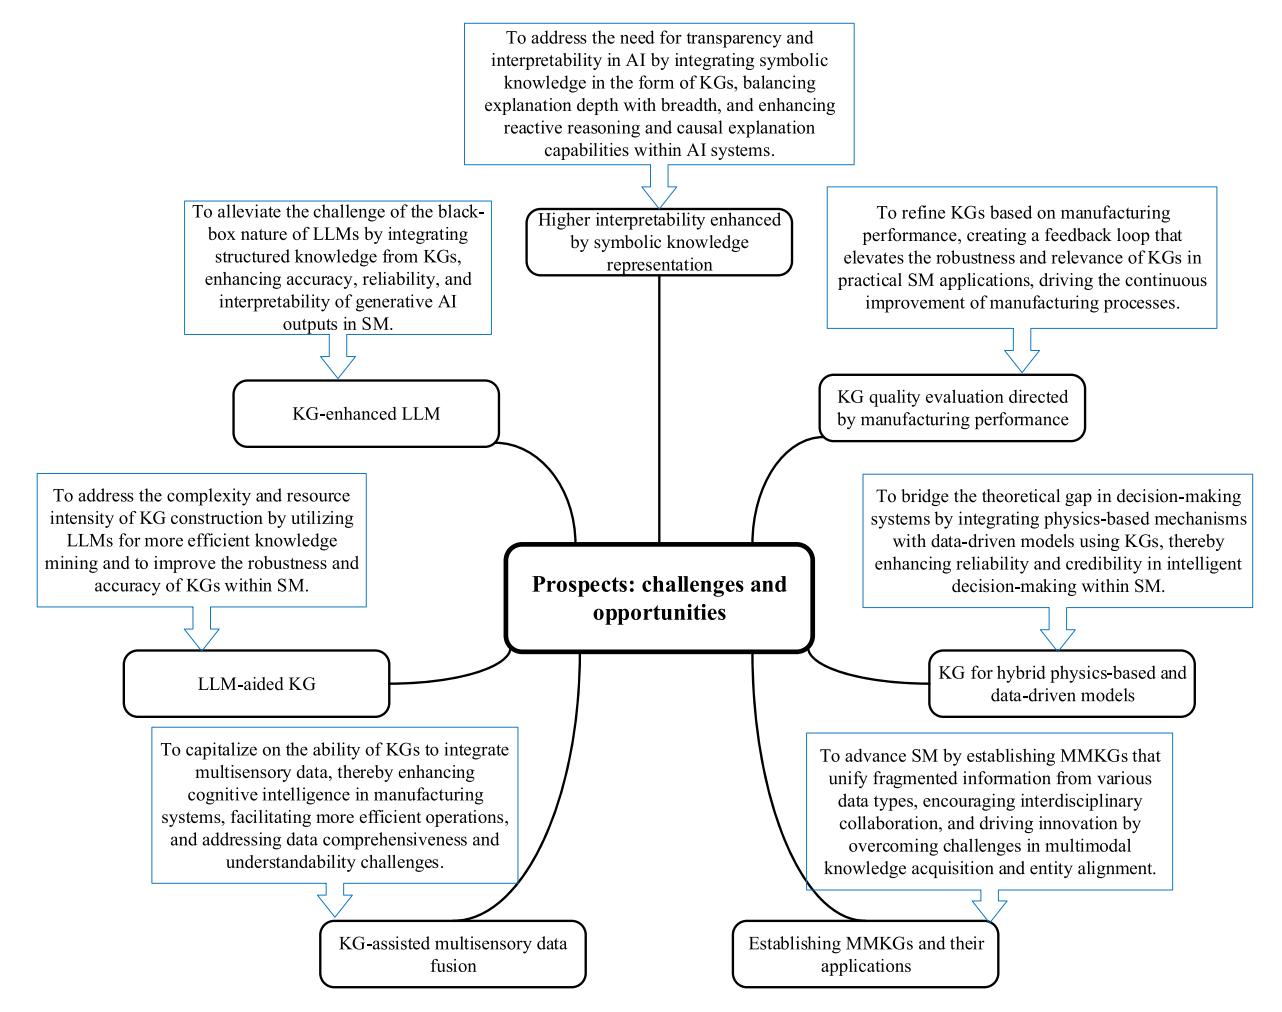 To address the need for transparency and
interpretability in AI by integrating symbolic
knowledge in the form of KGs, balancing
explanation depth with breadth, and enhancing
reactive reasoning and causal explanation
capabilities within AI systems.
Higher interpretability enhanced
by symbolic knowledge
representation
To alleviate the challenge of the black-
box nature of LLMs by integrating
structured knowledge from KGs,
enhancing accuracy, reliability, and
interpretability of generative AI
outputs in SM.
KG-enhanced LLM
To refine KGs based on manufacturing
performance, creating a feedback loop that
elevates the robustness and relevance of KGs in
practical SM applications, driving the continuous
improvement of manufacturing processes.
KG quality evaluation directed
by manufacturing performance
To address the complexity and resource
intensity of KG construction by utilizing
LLMs for more efficient knowledge
mining and to improve the robustness and
accuracy of KGs within SM.
LLM-aided KG
Prospects: challenges and
opportunities
To bridge the theoretical gap in decision-making
systems by integrating physics-based mechanisms
with data-driven models using KGs, thereby
enhancing reliability and credibility in intelligent
decision-making within SM.
KG for hybrid physics-based and
data-driven models
To capitalize on the ability of KGs to integrate
multisensory data, thereby enhancing
cognitive intelligence in manufacturing
systems, facilitating more efficient operations,
and addressing data comprehensiveness and
understandability challenges.
KG-assisted multisensory data
fusion
To advance SM by establishing MMKGs that
unify fragmented information from various
data types, encouraging interdisciplinary
collaboration, and driving innovation by
overcoming challenges in multimodal
knowledge acquisition and entity alignment.
Establishing MMKGs and their
applications